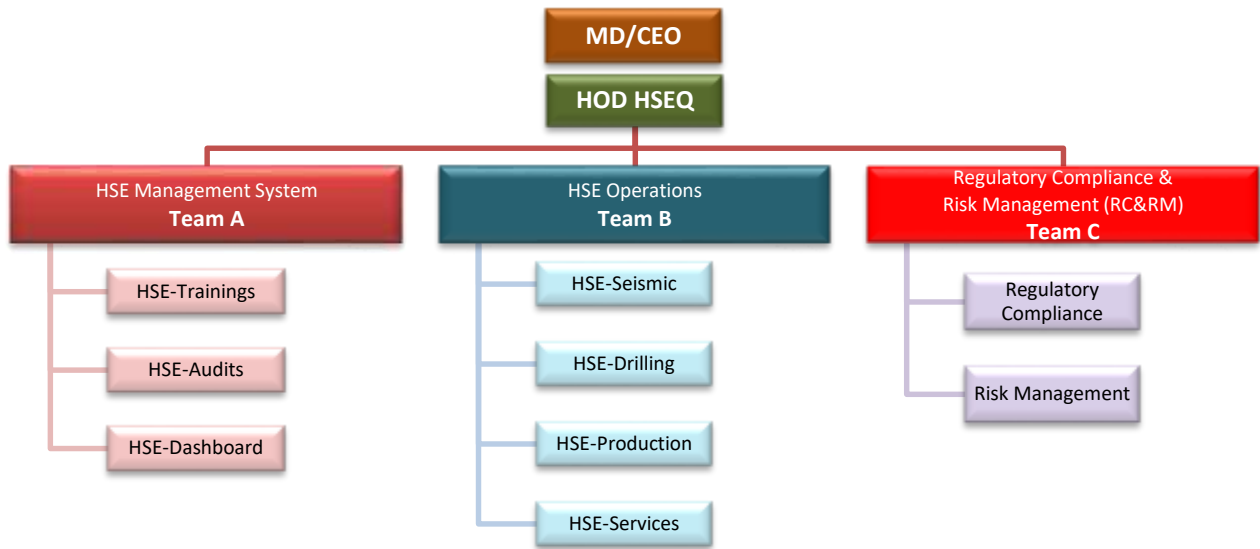 MD/CEO
HOD HSEQ
HSE Management System
Team A
HSE-Trainings
HSE-Audits
HSE-Dashboard
HSE Operations
Team B
HSE-Seismic
HSE-Drilling
HSE-Production
HSE-Services
Regulatory Compliance &
Risk Management (RC&RM)
Team C
Regulatory
Compliance
Risk Management